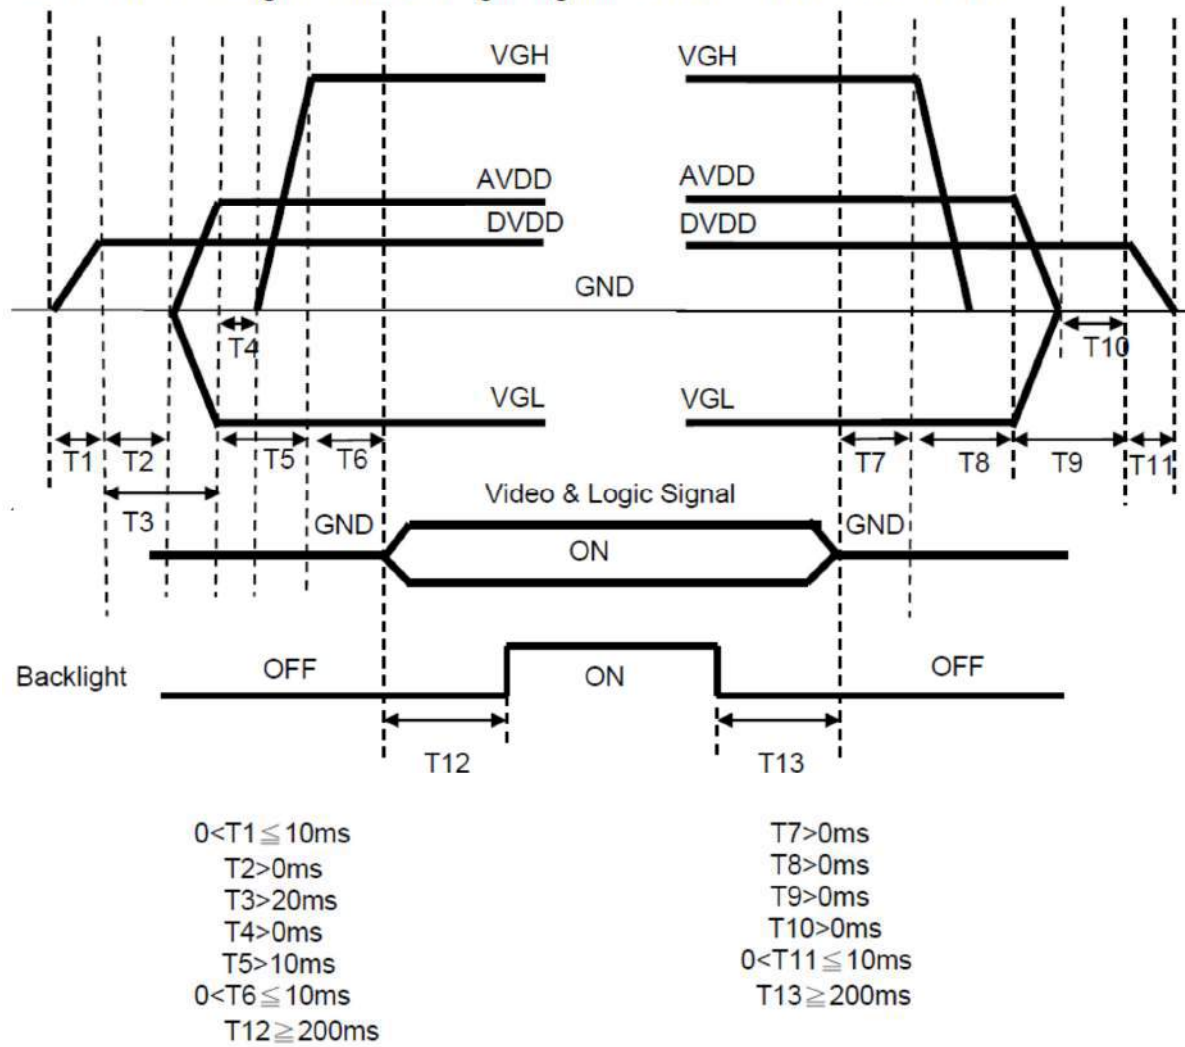 VGH VGH
AVDD AVDD
DVDD DVDD
GND
T4 T10
VGL VGL
T1 T2 T5 T6 T7 T8 T9 T11
T3
Video & Logic Signal
GND GND
ON
Backlight OFF ON OFF
T12 T13
0<T1≦10ms T7>0ms
T2>0ms T8>0ms
T3>20ms T9>0ms
T4>0ms T10>0ms
T5>10ms 0<T11≦10ms
0<T6≦10ms T13≧200ms
T12≧200ms